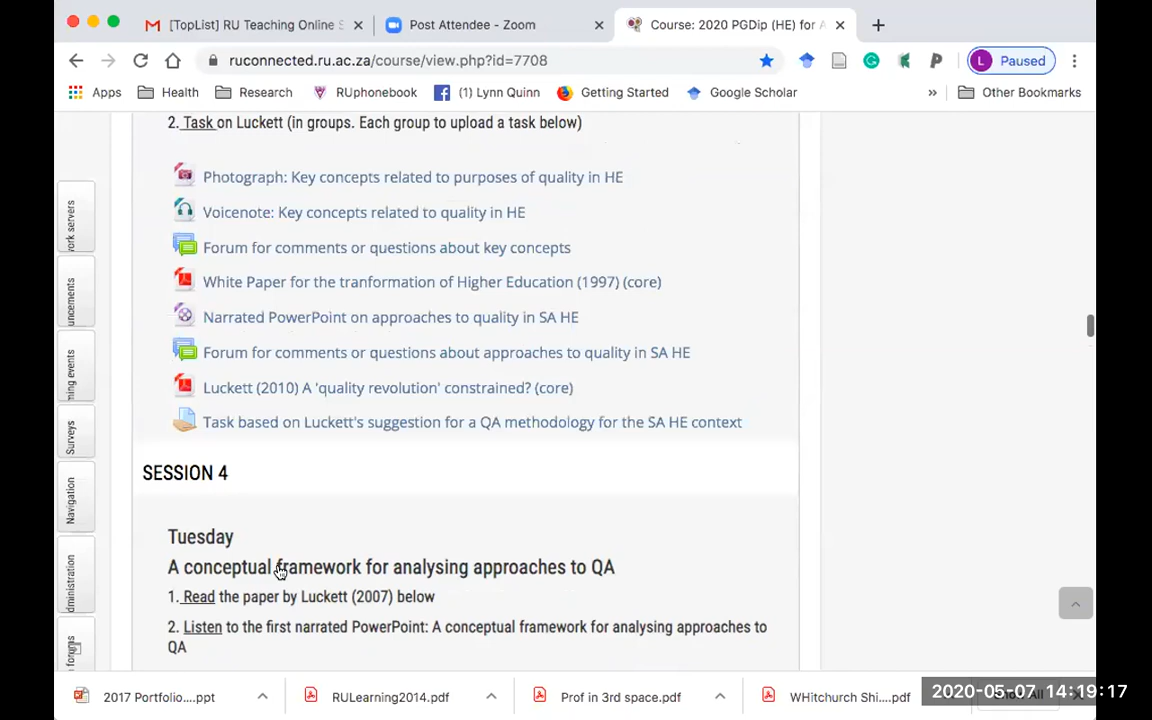 [TopList] RU Teaching Online S
Post Attendee - Zoom
Course: 2020 PGDip (HE) for A
ruconnected.ru.ac.za/course/view.php?id=7708
L
Paused
Apps
Health
Research
RUphonebook
(1) Lynn Quinn
Getting Started
Google Scholar
»
Other Bookmarks
2. Task on Luckett (in groups. Each group to upload a task below)
Photograph: Key concepts related to purposes of quality in HE
Voicenote: Key concepts related to quality in HE
Forum for comments or questions about key concepts
White Paper for the tranformation of Higher Education (1997) (core)
Narrated PowerPoint on approaches to quality in SA HE
Forum for comments or questions about approaches to quality in SA HE
Luckett (2010) A 'quality revolution' constrained? (core)
Task based on Luckett's suggestion for a QA methodology for the SA HE context
SESSION 4
Tuesday
A conceptual framework for analysing approaches to QA
1. Read the paper by Luckett (2007) below
2. Listen to the first narrated PowerPoint: A conceptual framework for analysing approaches to
QA
work servers
uncements
ming events
Surveys
Navigation
dministration
forums
2017 Portfolio....ppt
RULearning2014.pdf
Prof in 3rd space.pdf
WHitchurch Shi....pdf
2020-05-07 14:19:17